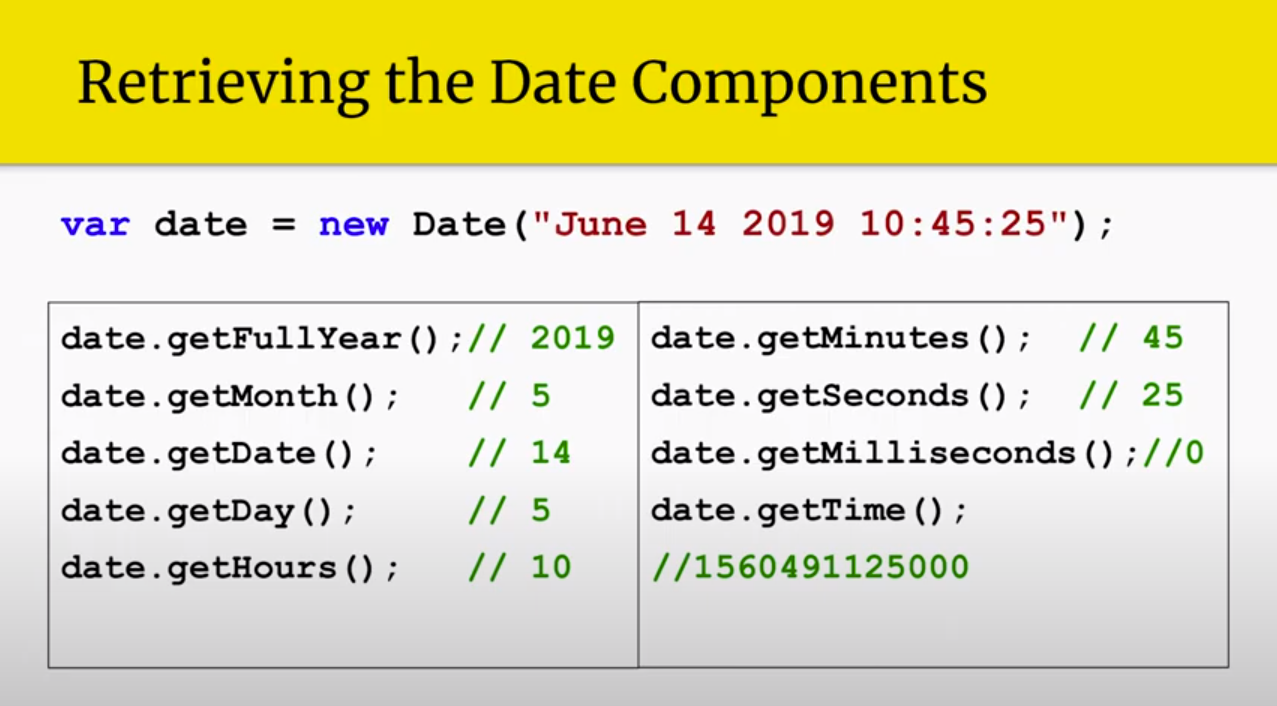 Retrieving the Date Components
var date = new Date("June 14 2019 10:45:25");
date.getFullYear();// 2019
date.getMonth();   // 5
date.getDate();    // 14
date.getDay();     // 5
date.getHours();   // 10
date.getMinutes();  // 45
date.getSeconds();  // 25
date.getMilliseconds();//0
date.getTime();
//1560491125000